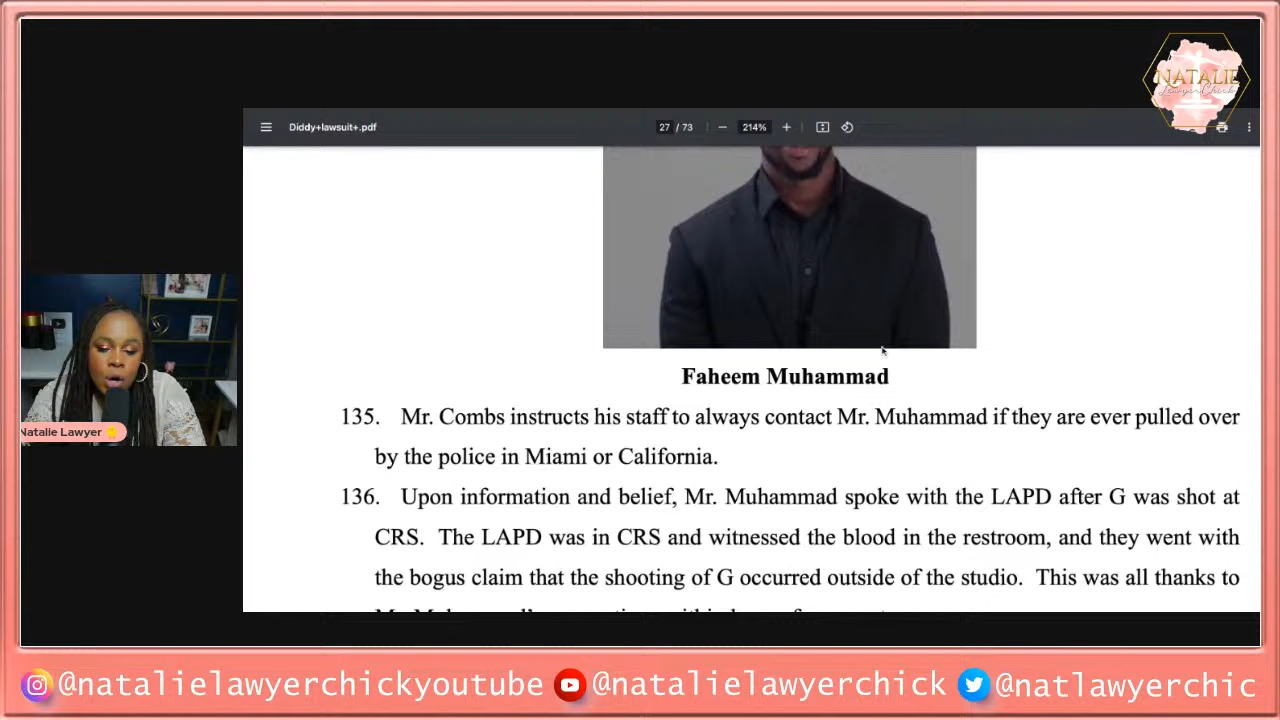 NATALIE
LawyerChick
Diddy+lawsuit+.pdf
27 / 73
214%
Faheem Muhammad
135. Mr. Combs instructs his staff to always contact Mr. Muhammad if they are ever pulled over
by the police in Miami or California.
136. Upon information and belief, Mr. Muhammad spoke with the LAPD after G was shot at
CRS. The LAPD was in CRS and witnessed the blood in the restroom, and they went with
the bogus claim that the shooting of G occurred outside of the studio. This was all thanks to
Natalie Lawyer
@natalielawyerchickyoutube @natalielawyerchick @natlawyerchic